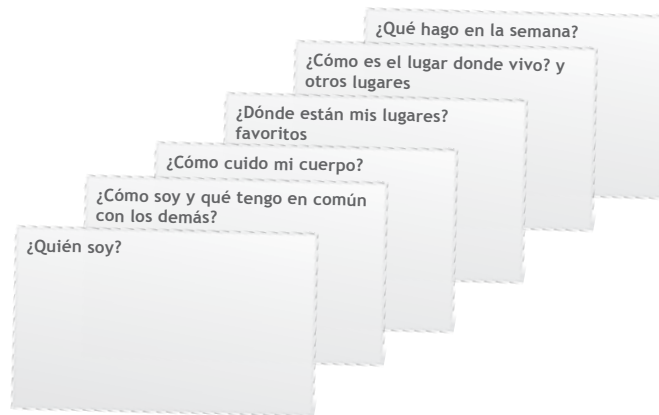 ¿Qué hago en la semana?
¿Cómo es el lugar donde vivo? y
otros lugares
¿Dónde están mis lugares?
favoritos
¿Cómo cuido mi cuerpo?
¿Cómo soy y qué tengo en común
con los demás?
¿Quién soy?